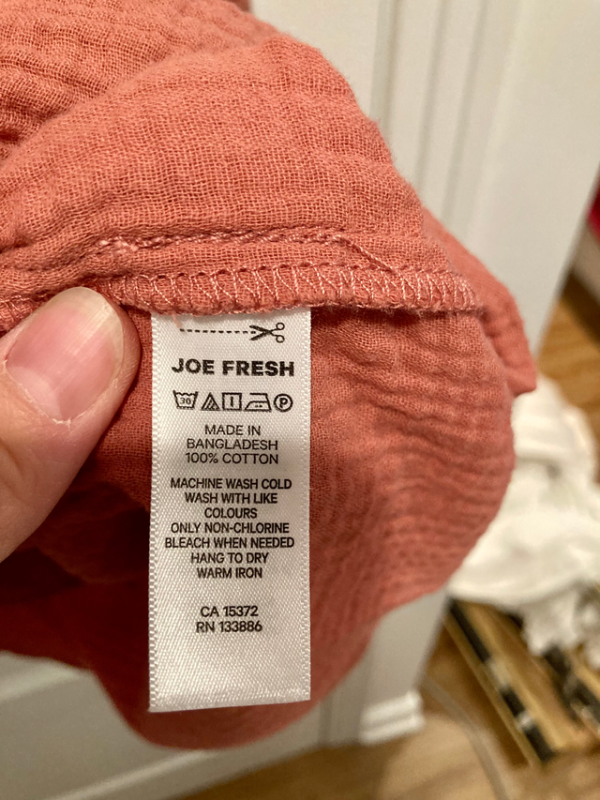 JOE FRESH
30 P
MADE IN
BANGLADESH
100% COTTON
MACHINE WASH COLD
WASH WITH LIKE
COLOURS
ONLY NON-CHLORINE
BLEACH WHEN NEEDED
HANG TO DRY
WARM IRON
CA 15372
RN 133886